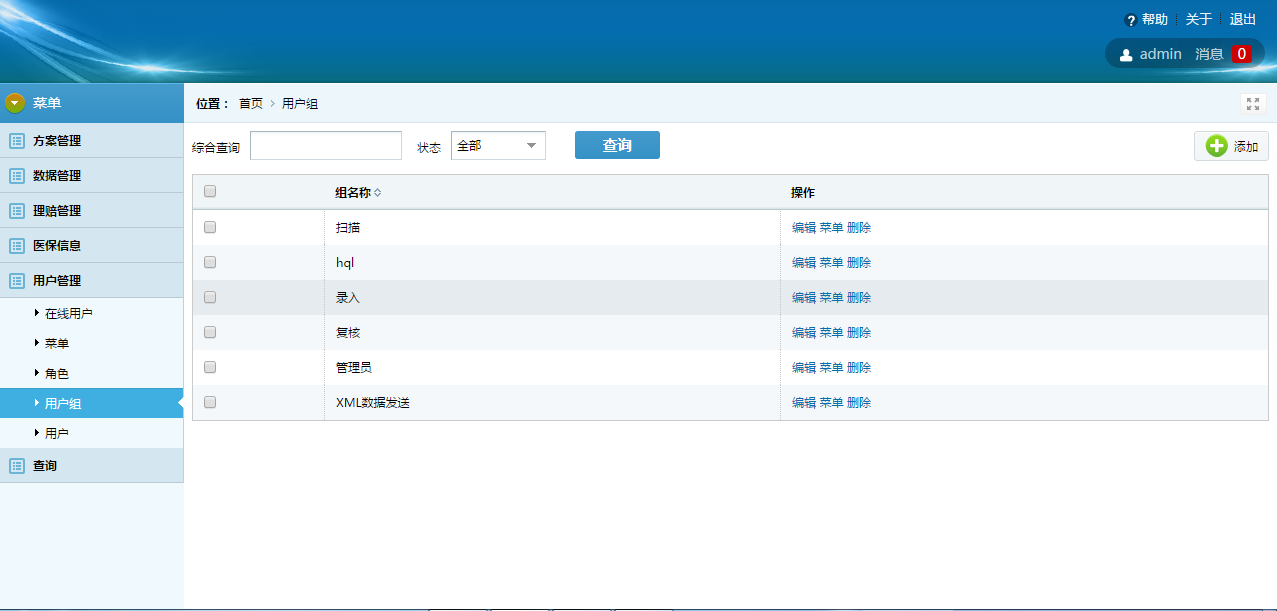 帮助 关于 退出
admin 消息 0
菜单
方案管理
数据管理
理赔管理
医保信息
用户管理
在线用户
菜单
角色
用户组
用户
查询
位置： 首页 > 用户组
综合查询 状态 全部 查询 添加
组名称 操作
扫描 编辑 菜单 删除
hql 编辑 菜单 删除
录入 编辑 菜单 删除
复核 编辑 菜单 删除
管理员 编辑 菜单 删除
XML数据发送 编辑 菜单 删除